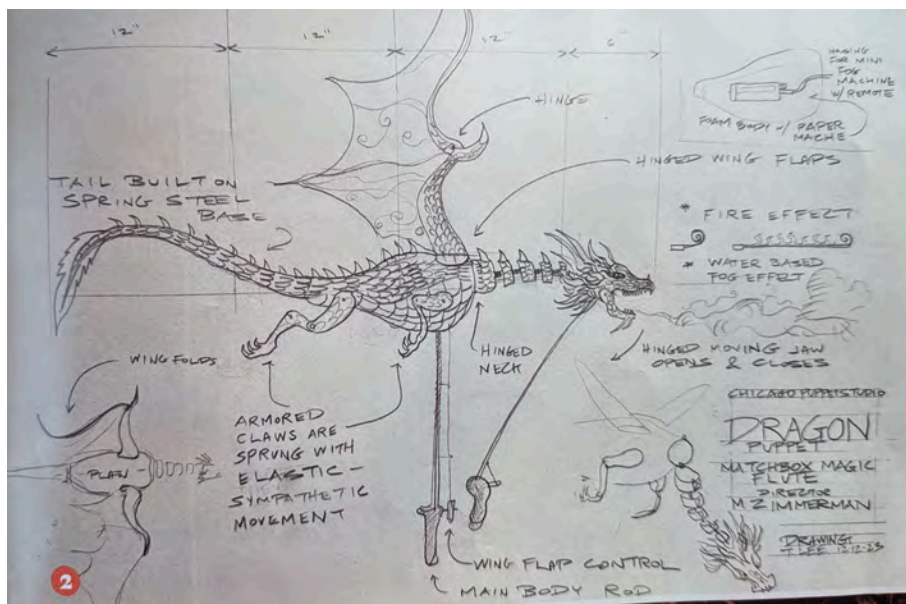 12" 12" 12" 6"
HOUSING
FOR MINI
FOG
MACHINE
W/ REMOTE
FOAM BODY w/ PAPER
MACHE
HINGE
HINGED WING FLAPS
TAIL BUILT ON
SPRING STEEL
BASE
* FIRE EFFECT
* WATER BASED
FOG EFFECT
WING FOLDS
HINGED
NECK
HINGED MOVING JAW
OPENS & CLOSES
PLAN
ARMORED
CLAWS ARE
SPRUNG WITH
ELASTIC -
SYMPATHETIC
MOVEMENT
CHICAGO PUPPET STUDIO
DRAGON
PUPPET
MATCHBOX MAGIC
FLUTE
DIRECTOR
M ZIMMERMAN
DRAWING:
T LEE 12-12-23
WING FLAP CONTROL
MAIN BODY ROD
2